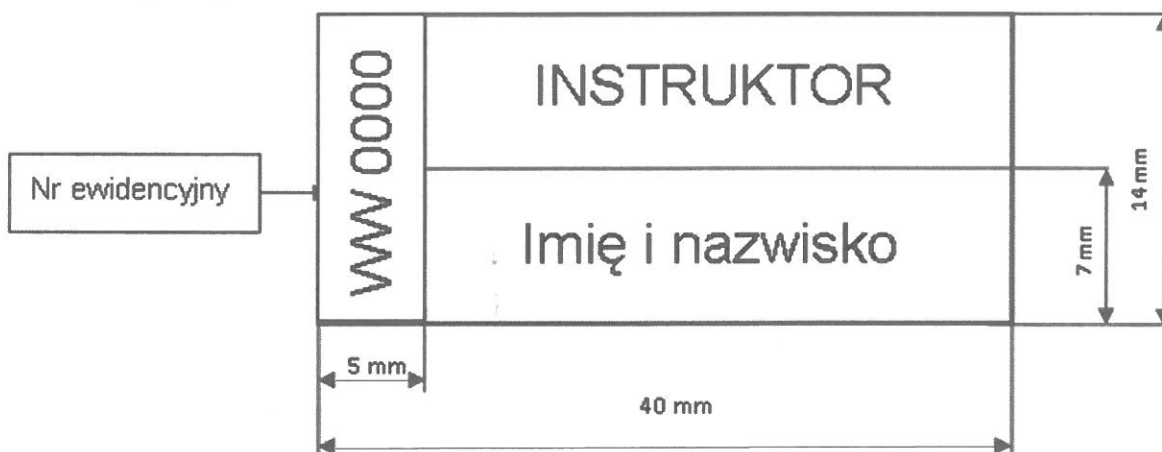 INSTRUKTOR
WW 0000
Nr ewidencyjny
Imię i nazwisko
14 mm
7 mm
5 mm
40 mm